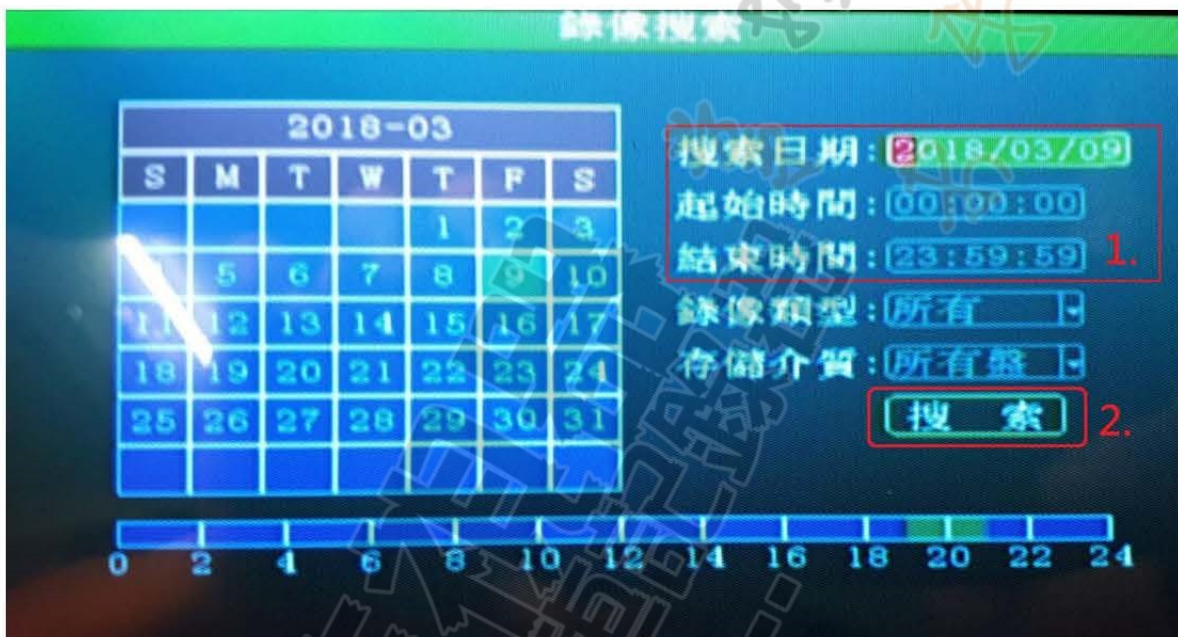 錄像搜索
2018-03
S M T W T F S
1 2 3
5 6 7 8 9 10
11 12 13 14 15 16 17
18 19 20 21 22 23 24
25 26 27 28 29 30 31
搜索日期:2018/03/09
起始時間:00:00:00
結束時間:23:59:59
1.
錄像類型:所有
存儲介質:所有盤
搜 索
2.
0 2 4 6 8 10 12 14 16 18 20 22 24